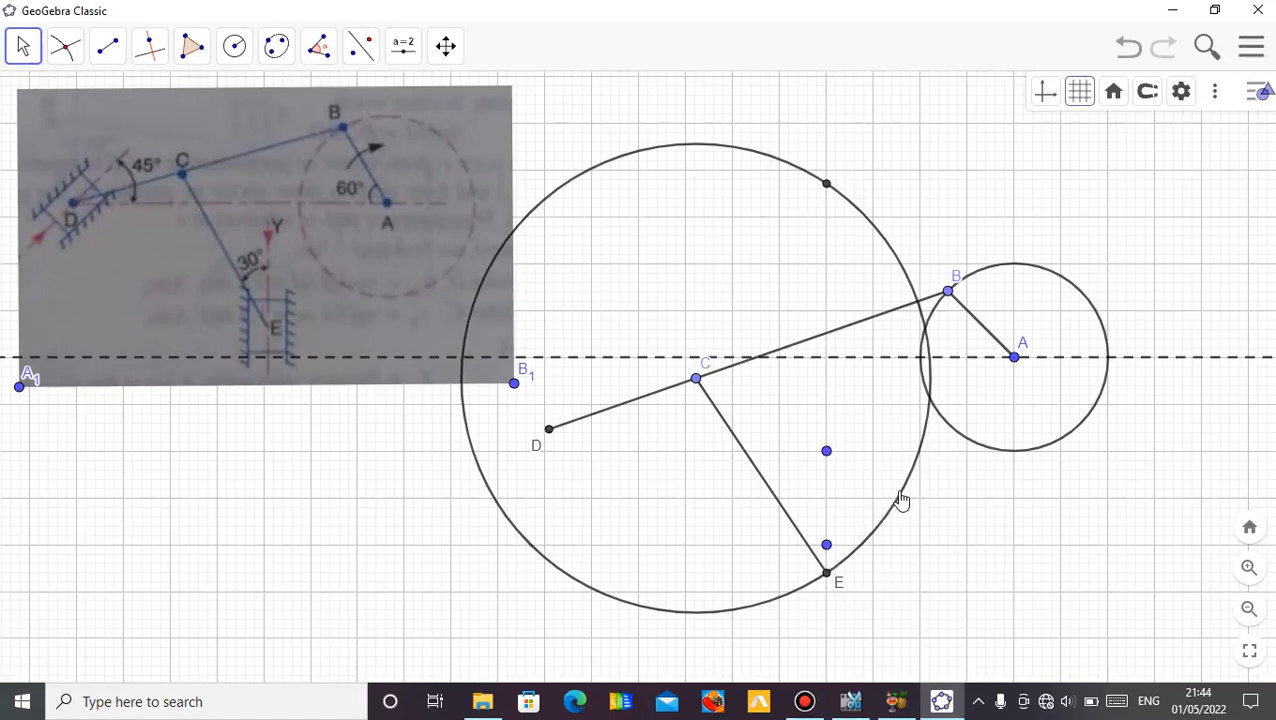 GeoGebra Classic
a=2
B
C
45°
60°
D
A
Y
30°
E
A1
B1
B
A
C
D
E
Type here to search
ENG
21:44
01/05/2022